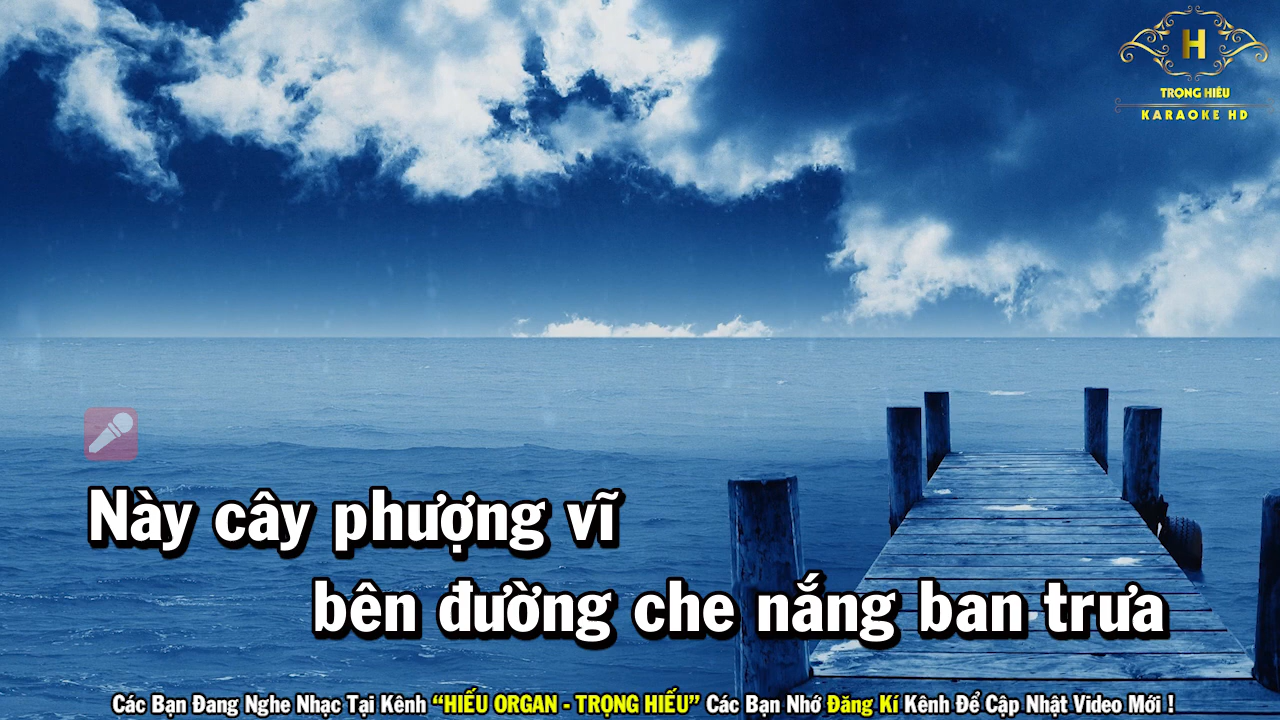 H
TRỌNG HIẾU
KARAOKE HD
Này cây phượng vĩ
bên đường che nắng ban trưa
Các Bạn Đang Nghe Nhạc Tại Kênh “HIẾU ORGAN - TRỌNG HIẾU” Các Bạn Nhớ Đăng Kí Kênh Để Cập Nhật Video Mới !